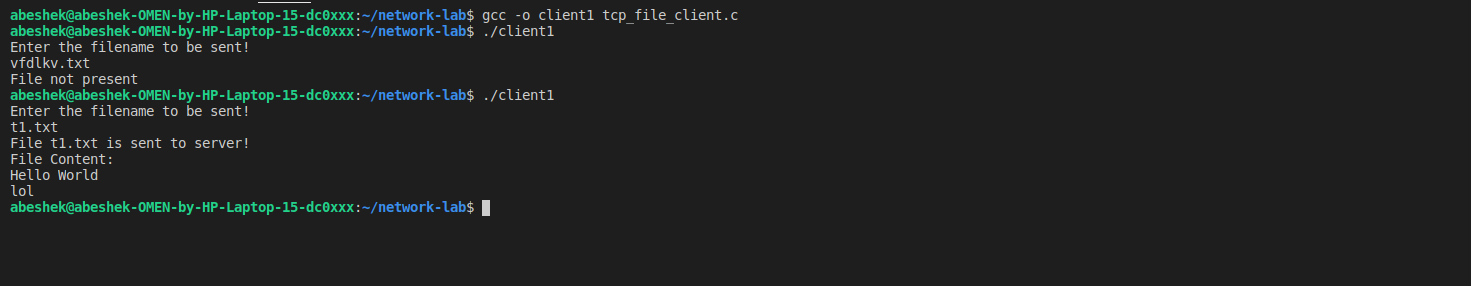 abeshek@abeshek-OMEN-by-HP-Laptop-15-dc0xxx:~/network-lab$ gcc -o client1 tcp_file_client.c
abeshek@abeshek-OMEN-by-HP-Laptop-15-dc0xxx:~/network-lab$ ./client1
Enter the filename to be sent!
vfdlkv.txt
File not present
abeshek@abeshek-OMEN-by-HP-Laptop-15-dc0xxx:~/network-lab$ ./client1
Enter the filename to be sent!
t1.txt
File t1.txt is sent to server!
File Content:
Hello World
lol
abeshek@abeshek-OMEN-by-HP-Laptop-15-dc0xxx:~/network-lab$